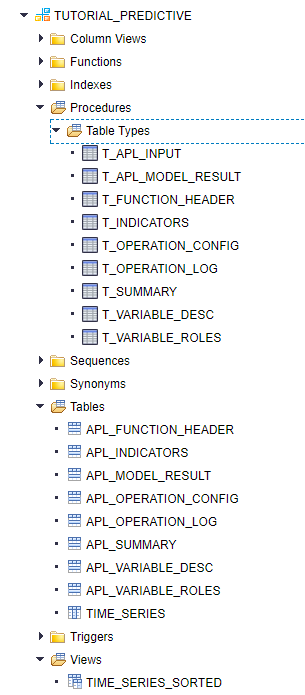 TUTORIAL_PREDICTIVE
Column Views
Functions
Indexes
Procedures
Table Types
T_APL_INPUT
T_APL_MODEL_RESULT
T_FUNCTION_HEADER
T_INDICATORS
T_OPERATION_CONFIG
T_OPERATION_LOG
T_SUMMARY
T_VARIABLE_DESC
T_VARIABLE_ROLES
Sequences
Synonyms
Tables
APL_FUNCTION_HEADER
APL_INDICATORS
APL_MODEL_RESULT
APL_OPERATION_CONFIG
APL_OPERATION_LOG
APL_SUMMARY
APL_VARIABLE_DESC
APL_VARIABLE_ROLES
TIME_SERIES
Triggers
Views
TIME_SERIES_SORTED